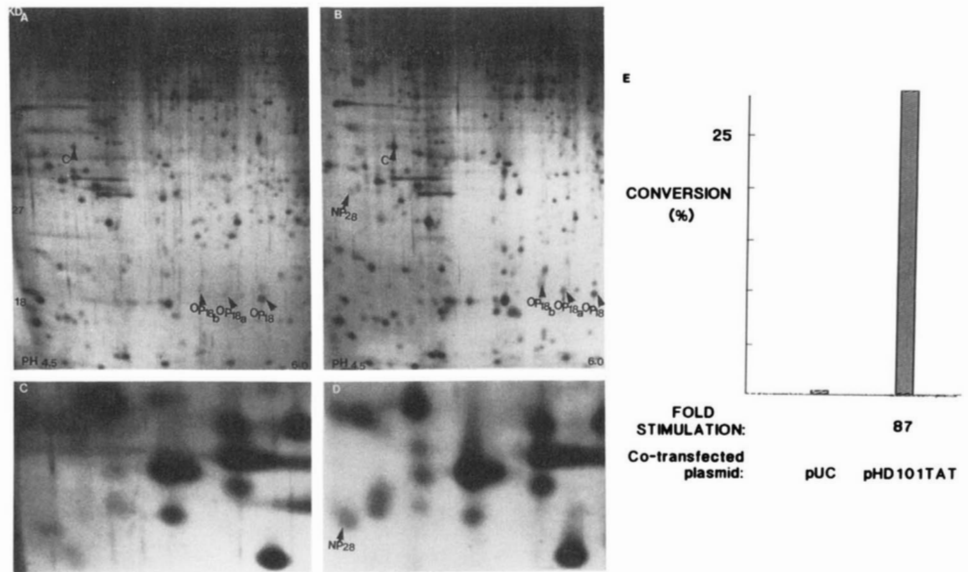 KD A
C
27
18
OP18b OP18a OP18
PH 4.5 6.0
B
C
NP28
OP18b OP18a OP18
PH 4.5 6.0
C
D
NP28
E
25
CONVERSION
(%)
FOLD
STIMULATION: 87
Co-transfected
plasmid: pUC pHD101TAT